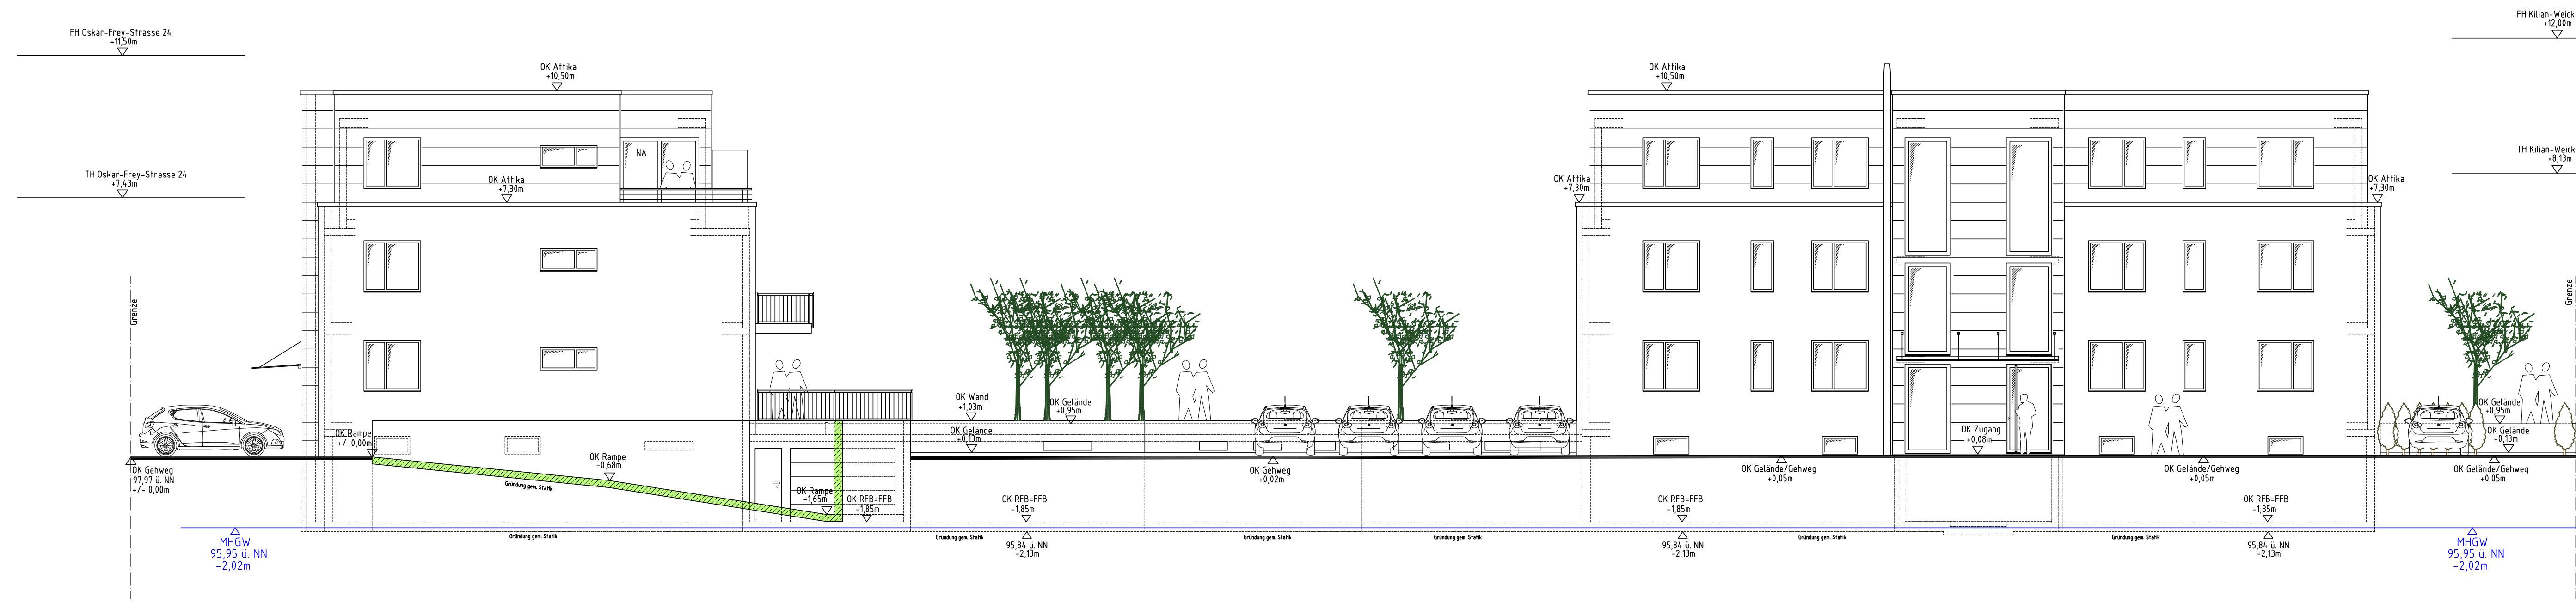 FH Oskar-Frey-Strasse 24
+11,50m
FH Kilian-Weick
+12,00m
OK Attika
+10,50m
OK Attika
+10,50m
TH Oskar-Frey-Strasse 24
+7,43m
NA
TH Kilian-Weick
+8,13m
OK Attika
+7,30m
OK Attika
+7,30m
OK Attika
+7,30m
Grenze
Grenze
OK Wand
+1,03m
OK Gelände
+0,95m
OK Gelände
+0,13m
OK Rampe
+/-0,00m
OK Zugang
+0,08m
OK Gelände
+0,95m
OK Gelände
+0,13m
OK Gehweg
97,97 ü. NN
+/- 0,00m
OK Rampe
-0,68m
Gründung gem. Statik
OK Rampe
-1,65m
OK RFB=FFB
-1,85m
OK RFB=FFB
-1,85m
OK Gehweg
+0,02m
OK Gelände/Gehweg
+0,05m
OK Gelände/Gehweg
+0,05m
OK Gelände/Gehweg
+0,05m
OK RFB=FFB
-1,85m
OK RFB=FFB
-1,85m
MHGW
95,95 ü. NN
-2,02m
Gründung gem. Statik
Gründung gem. Statik
95,84 ü. NN
-2,13m
Gründung gem. Statik
Gründung gem. Statik
95,84 ü. NN
-2,13m
Gründung gem. Statik
Gründung gem. Statik
95,84 ü. NN
-2,13m
MHGW
95,95 ü. NN
-2,02m